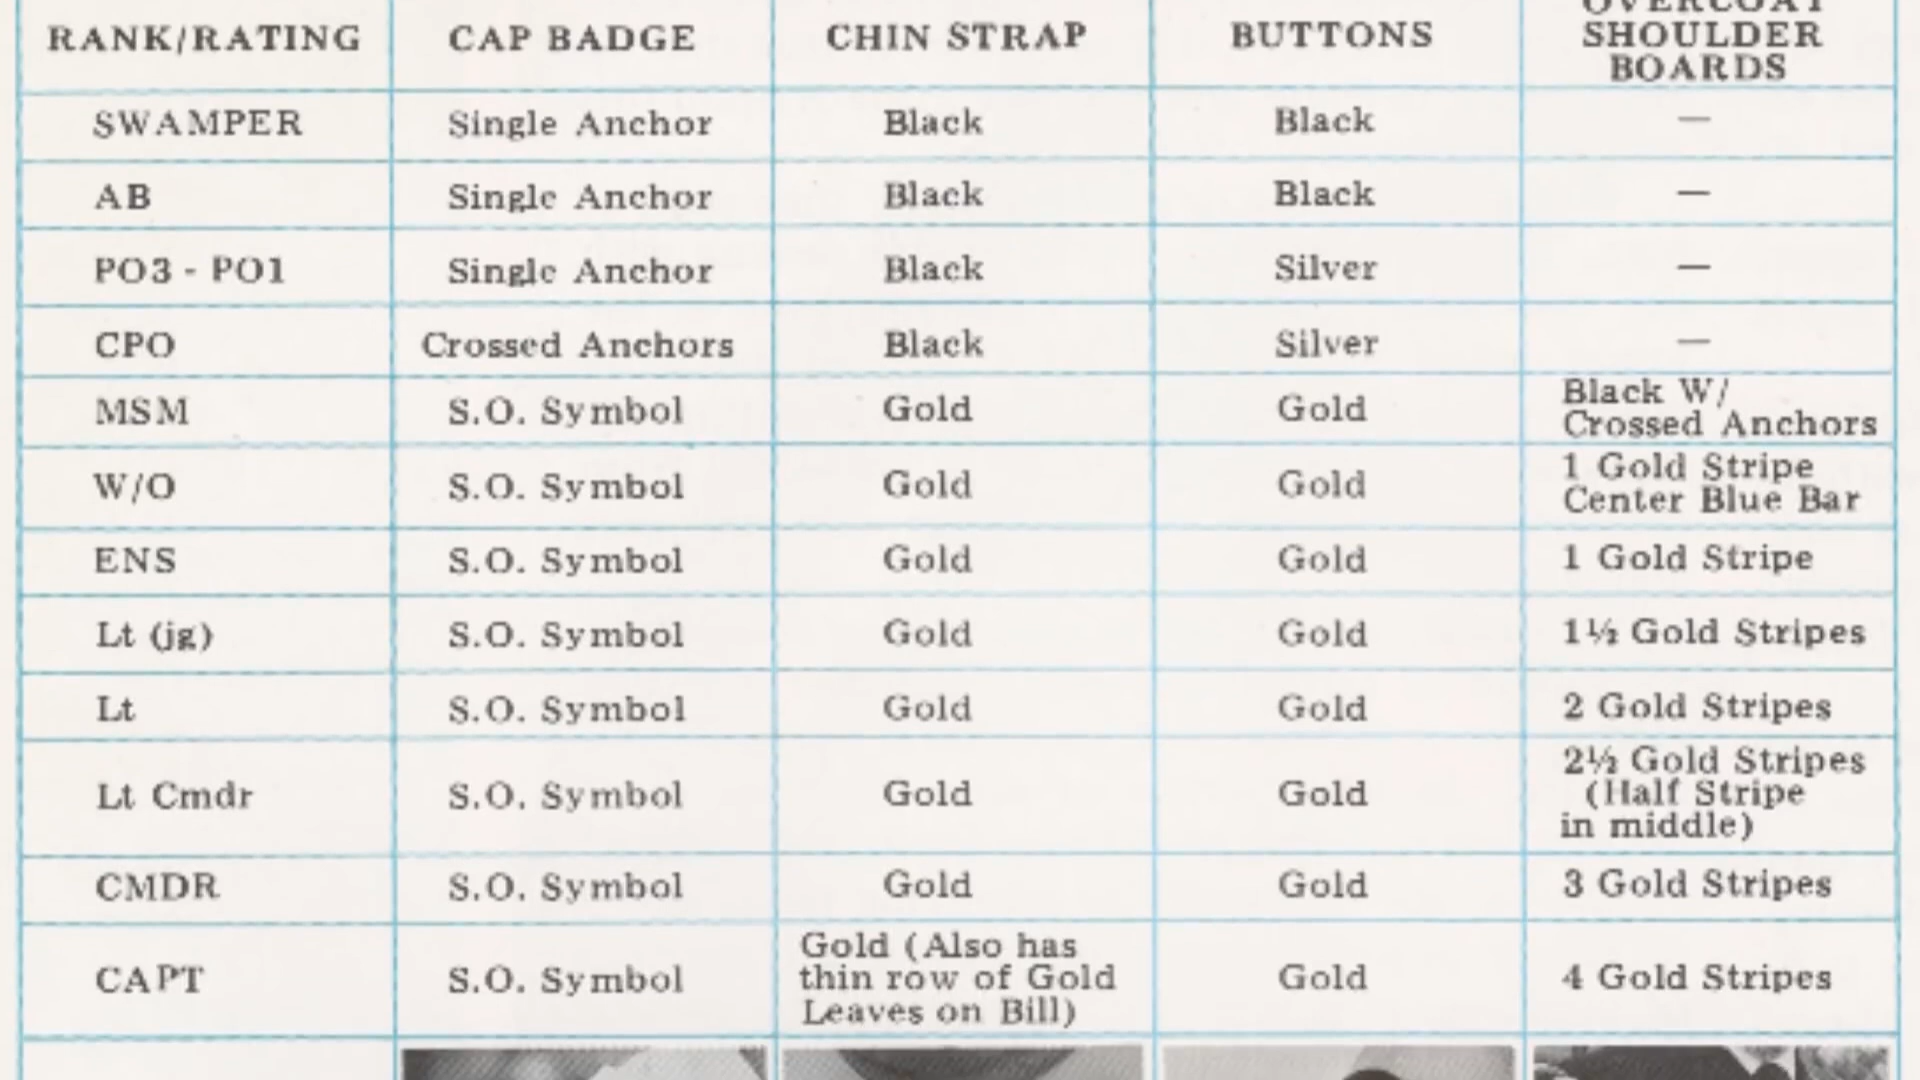 RANK/RATING CAP BADGE CHIN STRAP BUTTONS OVERCOAT SHOULDER BOARDS
SWAMPER Single Anchor Black Black —
AB Single Anchor Black Black —
PO3 - PO1 Single Anchor Black Silver —
CPO Crossed Anchors Black Silver —
MSM S.O. Symbol Gold Gold Black W/ Crossed Anchors
W/O S.O. Symbol Gold Gold 1 Gold Stripe Center Blue Bar
ENS S.O. Symbol Gold Gold 1 Gold Stripe
Lt (jg) S.O. Symbol Gold Gold 1½ Gold Stripes
Lt S.O. Symbol Gold Gold 2 Gold Stripes
Lt Cmdr S.O. Symbol Gold Gold 2½ Gold Stripes (Half Stripe in middle)
CMDR S.O. Symbol Gold Gold 3 Gold Stripes
CAPT S.O. Symbol Gold (Also has thin row of Gold Leaves on Bill) Gold 4 Gold Stripes